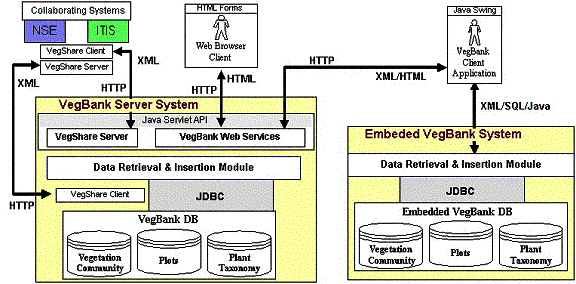 Collaborating Systems
NSE
ITIS
VegShare Client
VegShare Server
XML
XML
HTTP
HTTP
HTML Forms
Web Browser
Client
HTTP
HTML
HTTP
HTTP
XML/HTML
Java Swing
VegBank
Client
Application
XML/SQL/Java
VegBank Server System
Java Servlet API
VegShare Server
VegBank Web Services
Data Retrieval & Insertion Module
VegShare Client
JDBC
VegBank DB
Vegetation
Community
Plots
Plant
Taxonomy
Embeded VegBank System
Data Retrieval & Insertion Module
JDBC
Embedded VegBank DB
Vegetation
Community
Plots
Plant
Taxonomy